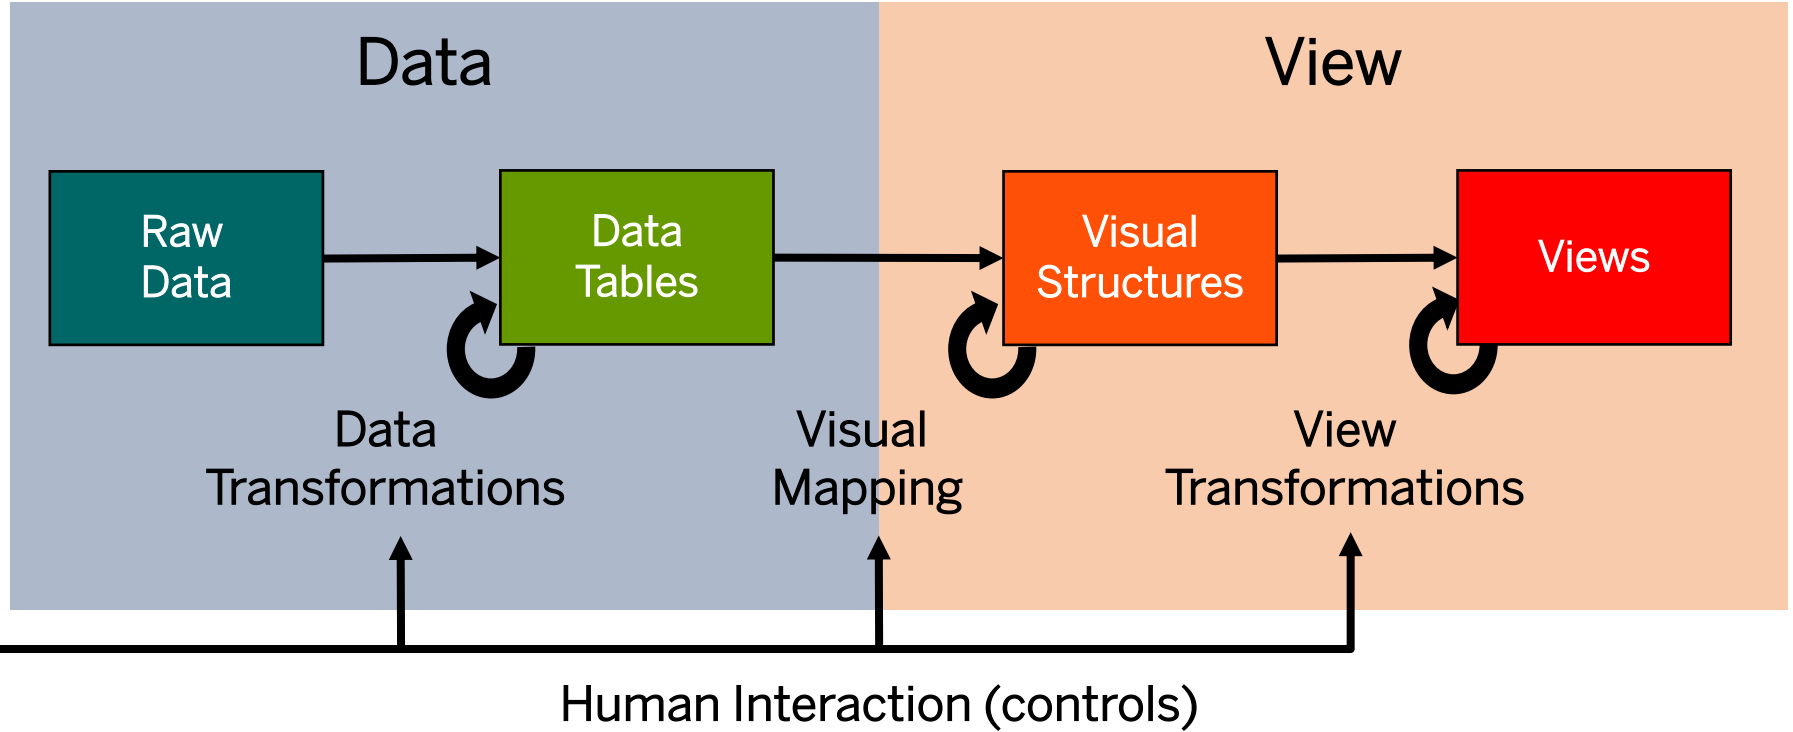 Data
View
Raw
Data
Data
Tables
Visual
Structures
Views
Data
Transformations
Visual
Mapping
View
Transformations
Human Interaction (controls)